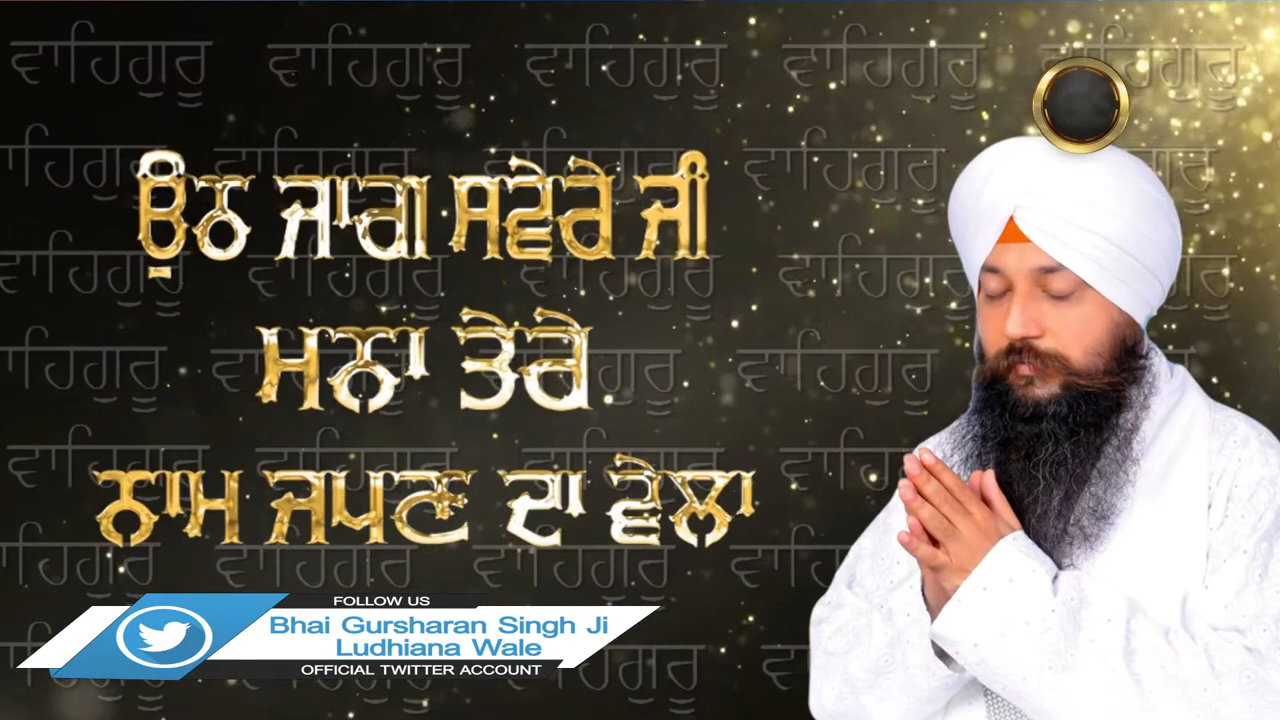 ਵਾਹਿਗੁਰੂ ਵਾਹਿਗੁਰੂ ਵਾਹਿਗੁਰੂ ਵਾਹਿਗੁਰੂ ਵਾਹਿਗੁਰੂ
ਵਾਹਿਗੁਰੂ ਵਾਹਿਗੁਰੂ ਵਾਹਿਗੁਰੂ ਵਾਹਿਗੁਰੂ
ਉਠ ਜਾਗ ਸਵੇਰੇ ਜੀ
ਵਾਹਿਗੁਰੂ ਵਾਹਿਗੁਰੂ ਵਾਹਿਗੁਰੂ ਵਾਹਿਗੁਰੂ
ਮਨਾ ਤੇਰੇ
ਵਾਹਿਗੁਰੂ ਵਾਹਿਗੁਰੂ ਵਾਹਿਗੁਰੂ ਵਾਹਿਗੁਰੂ
ਵਾਹਿਗੁਰੂ ਵਾਹਿਗੁਰੂ ਵਾਹਿਗੁਰੂ ਵਾਹਿਗੁਰੂ
ਨਾਮ ਜਪਣ ਦਾ ਵੇਲਾ
ਵਾਹਿਗੁਰੂ ਵਾਹਿਗੁਰੂ ਵਾਹਿਗੁਰੂ
FOLLOW US
Bhai Gursharan Singh Ji
Ludhiana Wale
OFFICIAL TWITTER ACCOUNT
ਵਾਹਿਗੁਰੂ